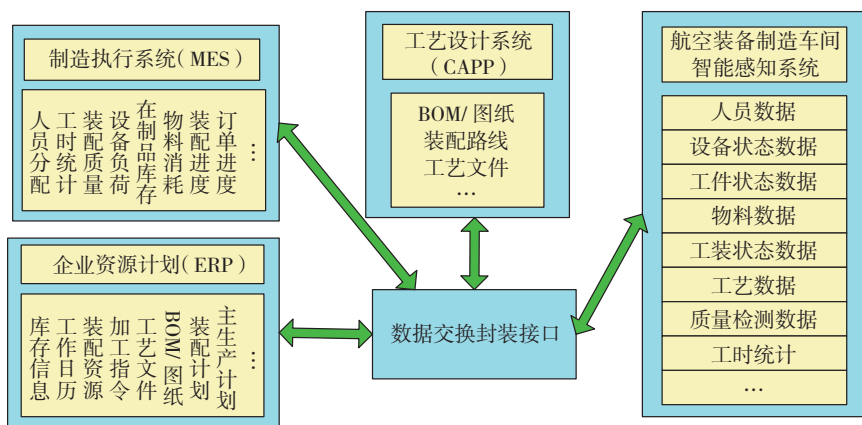 制造执行系统(MES)
人员分配
工时统计
装配质量
设备负荷
在制品库存
物料消耗
装配进度
订单进度
…
工艺设计系统
(CAPP)
BOM/图纸
装配路线
工艺文件
…
航空装备制造车间
智能感知系统
人员数据
设备状态数据
工件状态数据
物料数据
工装状态数据
工艺数据
质量检测数据
工时统计
…
企业资源计划(ERP)
库存信息
工作日历
装配资源
加工指令
工艺文件
BOM/图纸
装配计划
主生产计划
…
数据交换封装接口